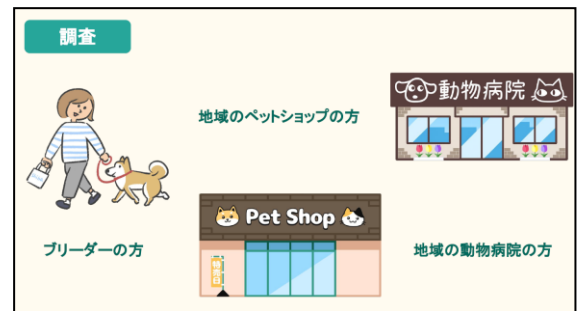 調査
地域のペットショップの方
動物病院
Pet Shop
ブリーダーの方
地域の動物病院の方